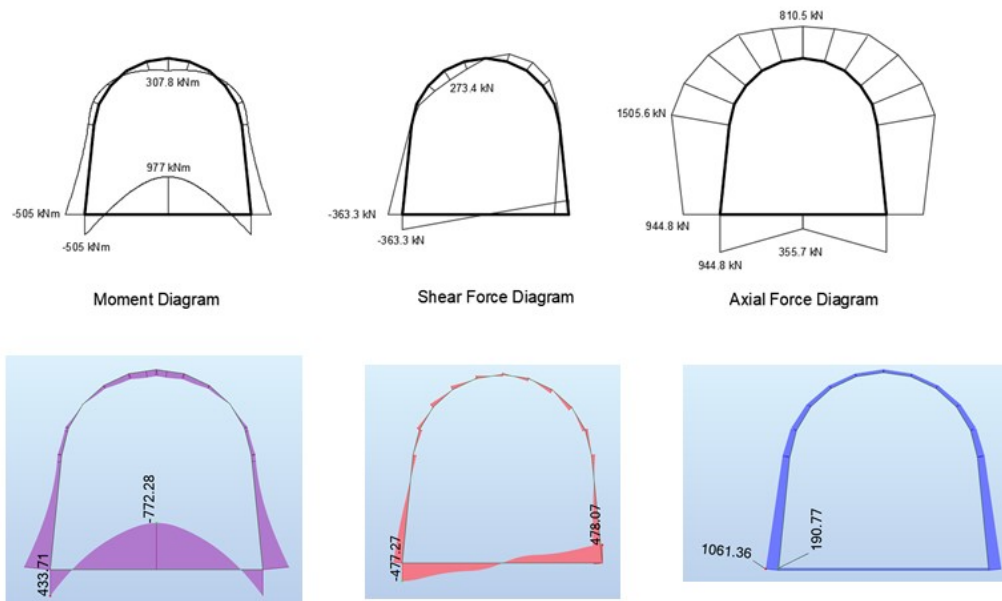 810.5 kN
307.8 kNm
273.4 kN
1505.6 kN
977 kNm
-505 kNm
-505 kNm
-363.3 kN
-363.3 kN
944.8 kN
944.8 kN
355.7 kN
Moment Diagram
Shear Force Diagram
Axial Force Diagram
433.71
-772.28
-477.27
478.07
1061.36
190.77